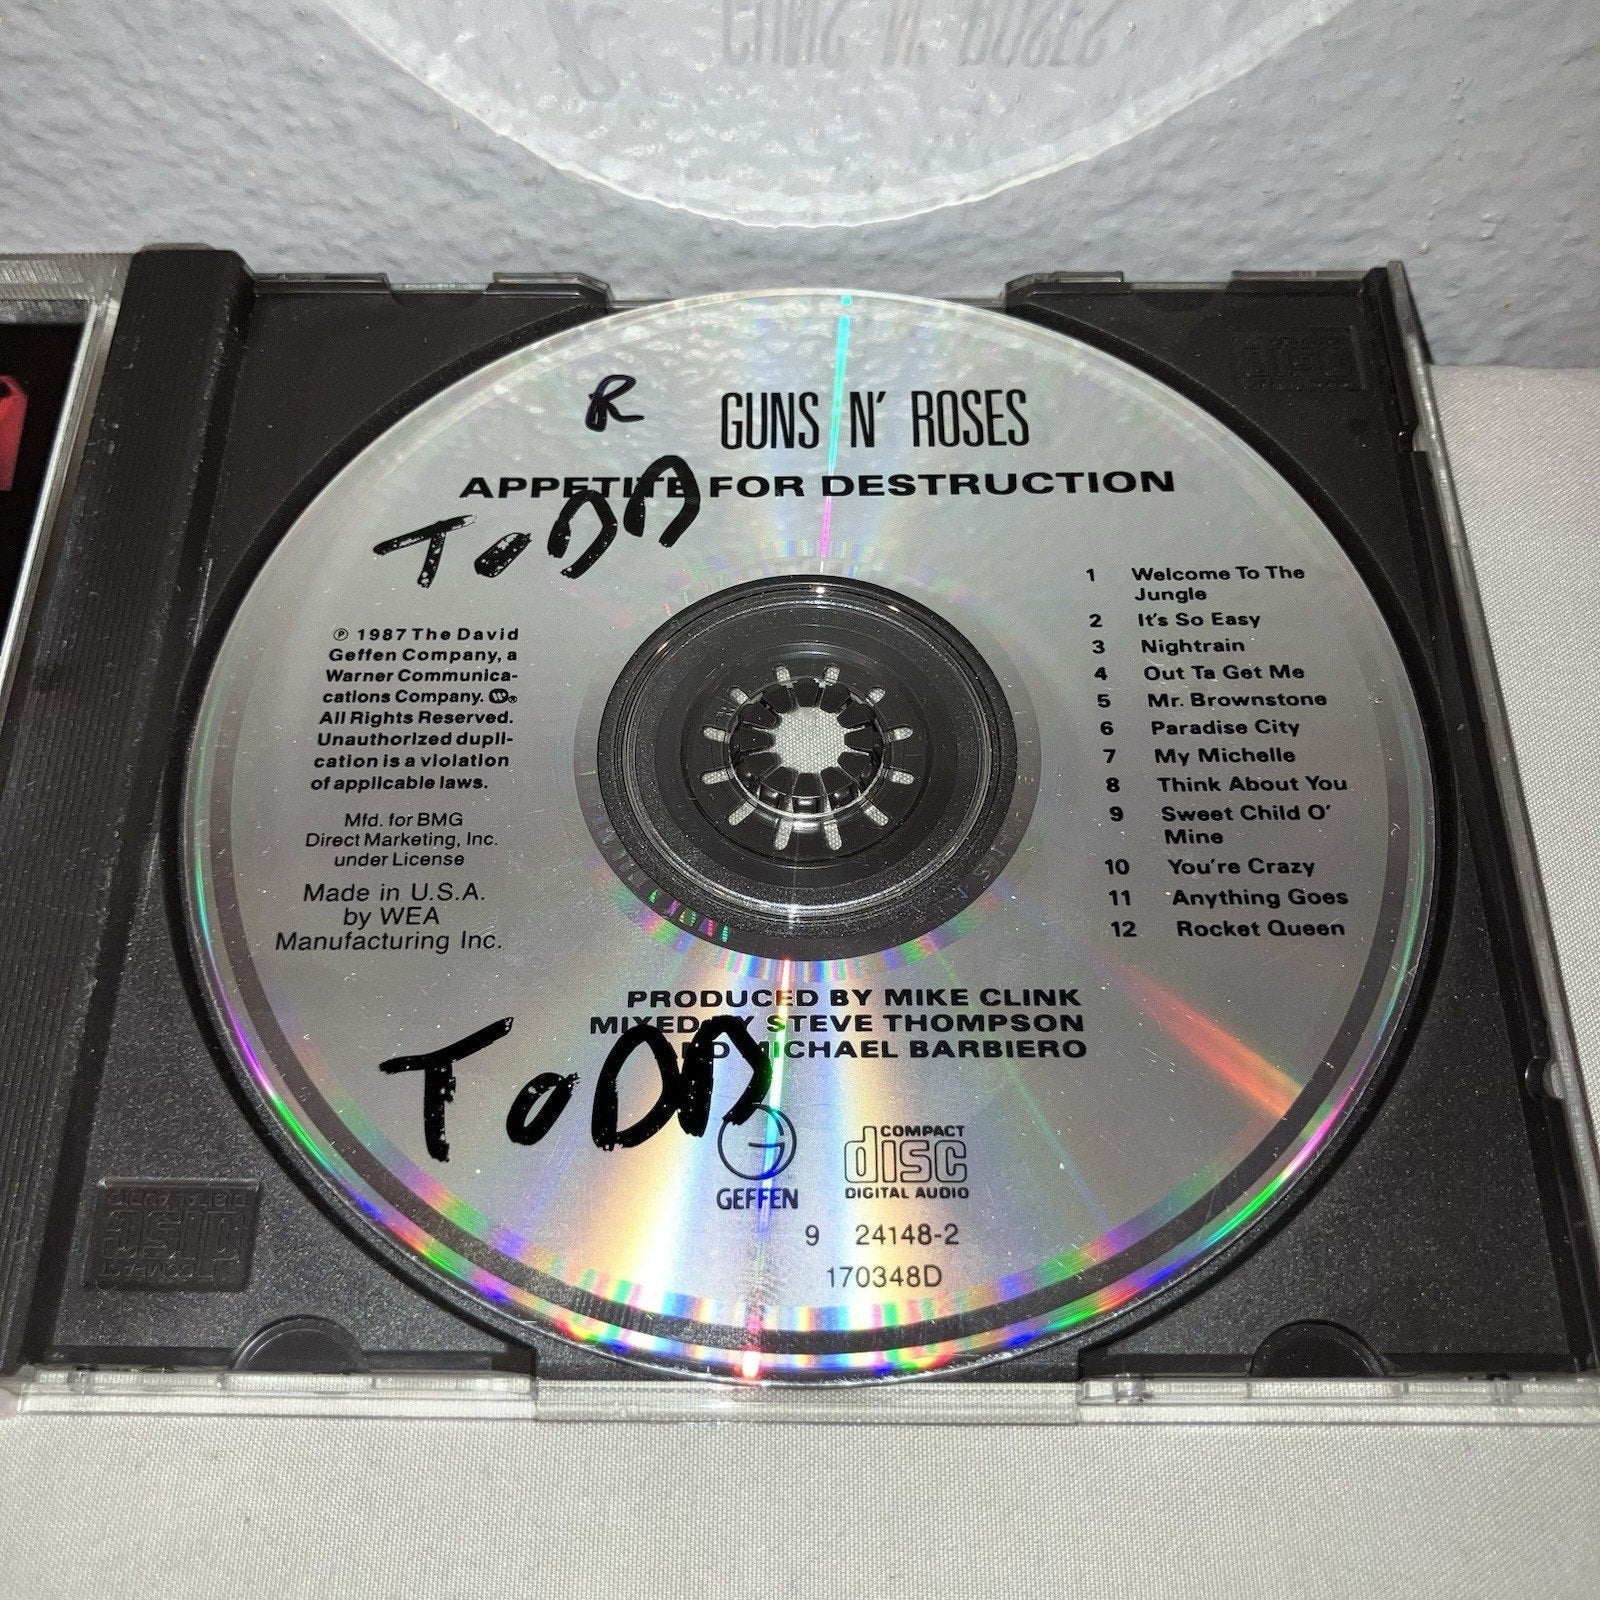 R
GUNS N' ROSES
APPETITE FOR DESTRUCTION
TODD
℗ 1987 The David
Geffen Company, a
Warner Communica-
cations Company. W®
All Rights Reserved.
Unauthorized dupli-
cation is a violation
of applicable laws.
Mfd. for BMG
Direct Marketing, Inc.
under License
Made in U.S.A.
by WEA
Manufacturing Inc.
1 Welcome To The
Jungle
2 It's So Easy
3 Nightrain
4 Out Ta Get Me
5 Mr. Brownstone
6 Paradise City
7 My Michelle
8 Think About You
9 Sweet Child O'
Mine
10 You're Crazy
11 Anything Goes
12 Rocket Queen
PRODUCED BY MIKE CLINK
MIXED BY STEVE THOMPSON
AND MICHAEL BARBIERO
TODD
G
GEFFEN
COMPACT
disc
DIGITAL AUDIO
9 24148-2
170348D